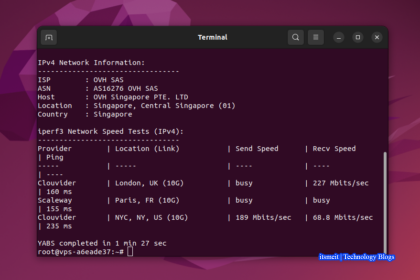 Terminal
IPv4 Network Information:
---------------------------------
ISP : OVH SAS
ASN : AS16276 OVH SAS
Host : OVH Singapore PTE. LTD
Location : Singapore, Central Singapore (01)
Country : Singapore
iperf3 Network Speed Tests (IPv4):
---------------------------------
Provider | Location (Link) | Send Speed | Recv Speed
| Ping
----- | ----- | ---- | ----
| ----
Clouvider | London, UK (10G) | busy | 227 Mbits/sec
| 160 ms
Scaleway | Paris, FR (10G) | busy | busy
| 155 ms
Clouvider | NYC, NY, US (10G) | 189 Mbits/sec | 68.8 Mbits/sec
| 235 ms
YABS completed in 1 min 27 sec
root@vps-a6eade37:~#
itsmeit | Technology Blogs